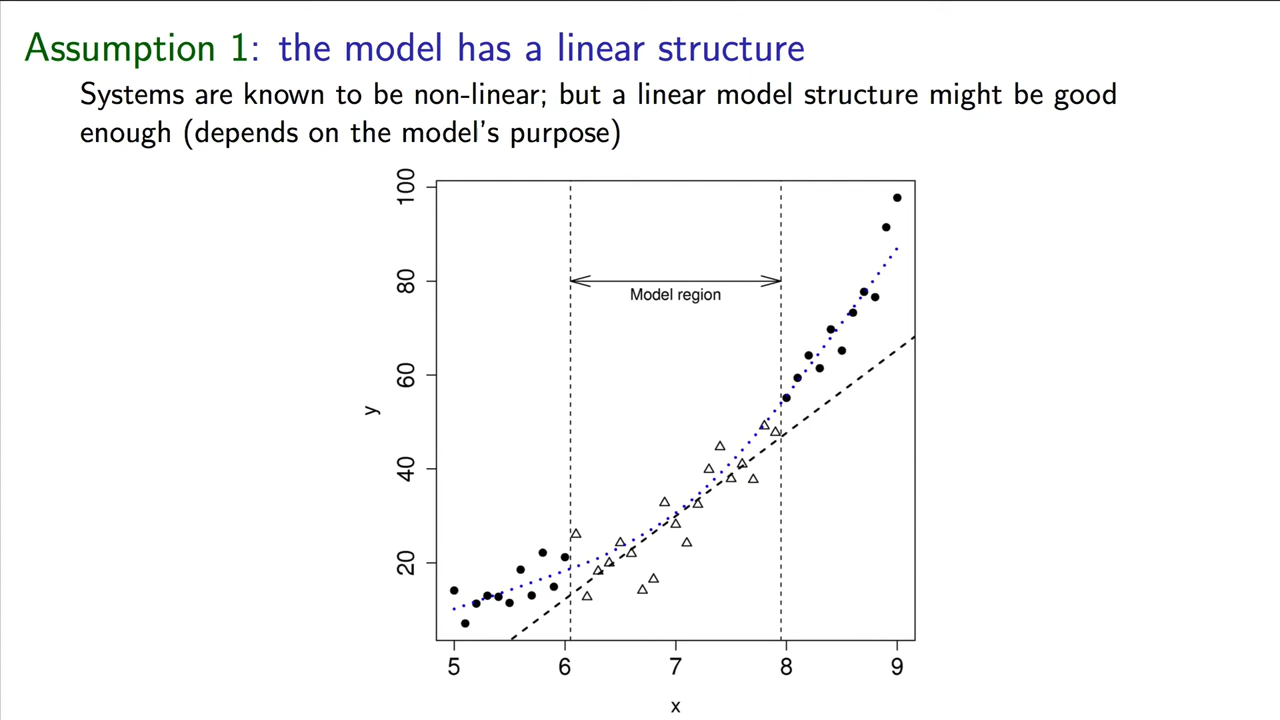 Assumption 1: the model has a linear structure
Systems are known to be non-linear; but a linear model structure might be good
enough (depends on the model's purpose)
100
80
60
40
20
y
Model region
5 6 7 8 9
x